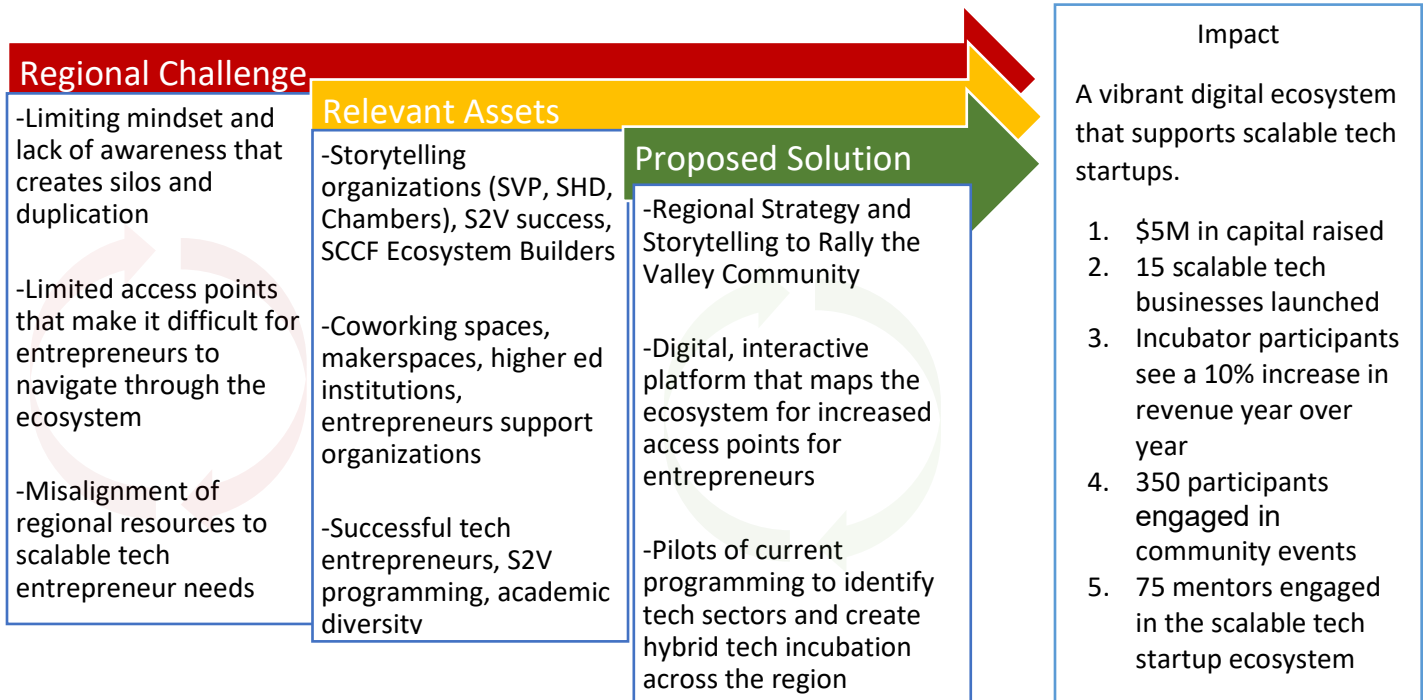 Regional Challenge
-Limiting mindset and
lack of awareness that
creates silos and
duplication
-Limited access points
that make it difficult for
entrepreneurs to
navigate through the
ecosystem
-Misalignment of
regional resources to
scalable tech
entrepreneur needs
Relevant Assets
-Storytelling
organizations (SVP, SHD,
Chambers), S2V success,
SCCF Ecosystem Builders
-Coworking spaces,
makerspaces, higher ed
institutions,
entrepreneurs support
organizations
-Successful tech
entrepreneurs, S2V
programming, academic
diversity
Proposed Solution
-Regional Strategy and
Storytelling to Rally the
Valley Community
-Digital, interactive
platform that maps the
ecosystem for increased
access points for
entrepreneurs
-Pilots of current
programming to identify
tech sectors and create
hybrid tech incubation
across the region
Impact
A vibrant digital ecosystem
that supports scalable tech
startups.
1. $5M in capital raised
2. 15 scalable tech
businesses launched
3. Incubator participants
see a 10% increase in
revenue year over
year
4. 350 participants
engaged in
community events
5. 75 mentors engaged
in the scalable tech
startup ecosystem